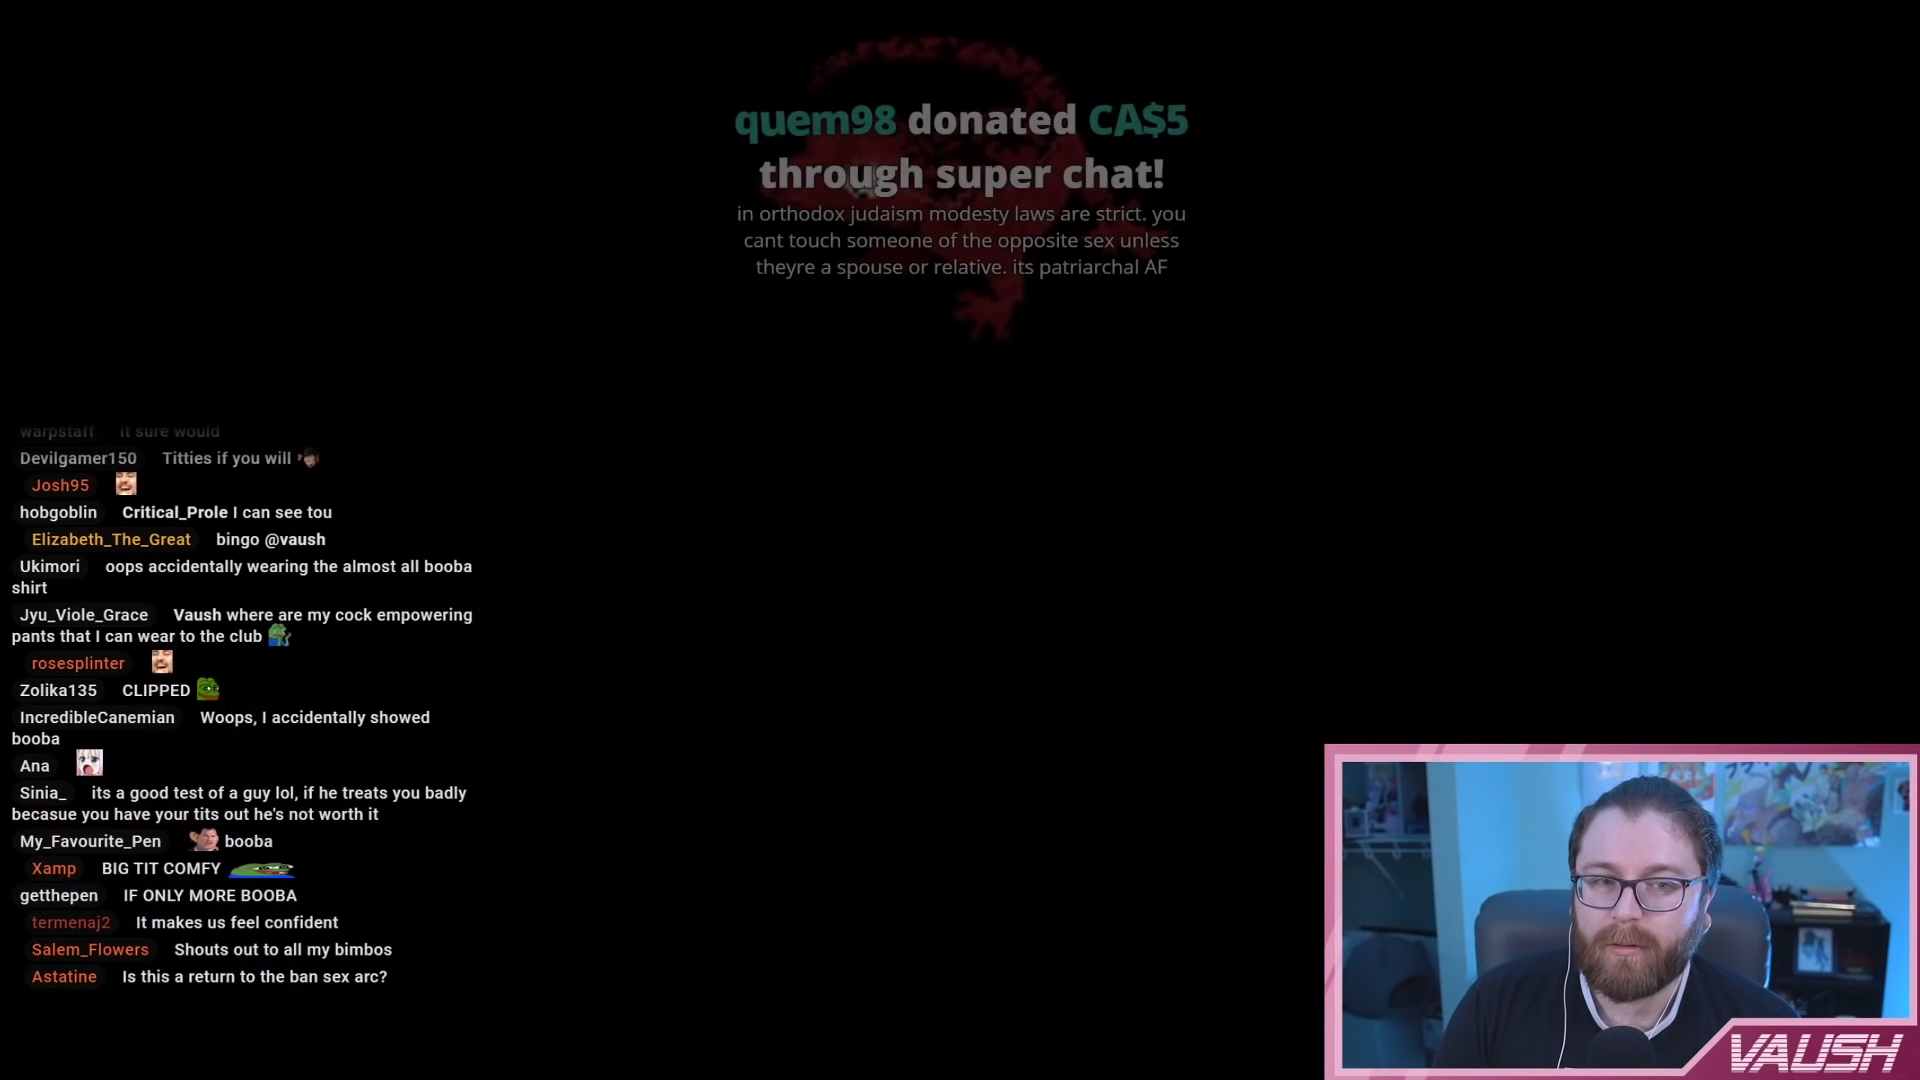 quem98 donated CA$5
through super chat!
in orthodox judaism modesty laws are strict. you
cant touch someone of the opposite sex unless
theyre a spouse or relative. its patriarchal AF
warpstaff it sure would
Devilgamer150 Titties if you will
Josh95
hobgoblin Critical_Prole I can see tou
Elizabeth_The_Great bingo @vaush
Ukimori oops accidentally wearing the almost all booba
shirt
Jyu_Viole_Grace Vaush where are my cock empowering
pants that I can wear to the club
rosesplinter
Zolika135 CLIPPED
IncredibleCanemian Woops, I accidentally showed
booba
Ana
Sinia_ its a good test of a guy lol, if he treats you badly
becasue you have your tits out he's not worth it
My_Favourite_Pen booba
Xamp BIG TIT COMFY
getthepen IF ONLY MORE BOOBA
termenaj2 It makes us feel confident
Salem_Flowers Shouts out to all my bimbos
Astatine Is this a return to the ban sex arc?
VAUSH